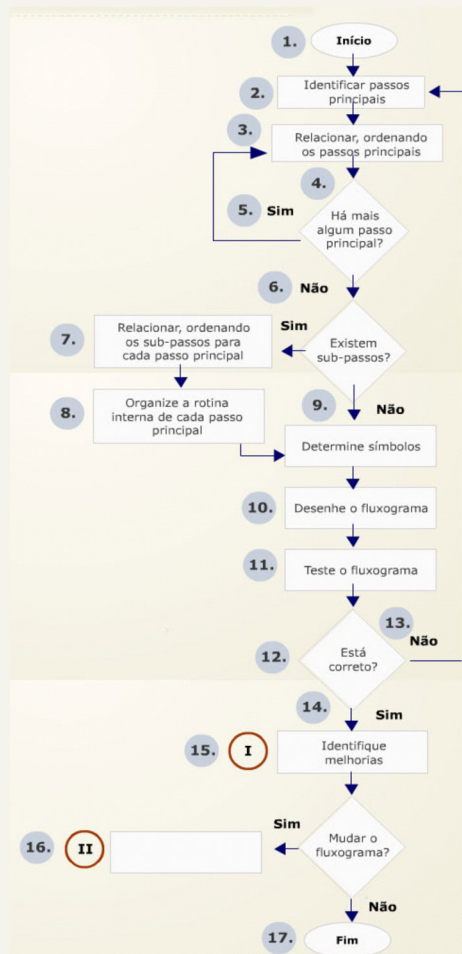 1. Início
2. Identificar passos
principais
3.
Relacionar, ordenando
os passos principais
4.
5. Sim
Há mais
algum passo
principal?
6. Não
7. Relacionar, ordenando
os sub-passos para
cada passo principal
Sim
Existem
sub-passos?
8. Organize a rotina
interna de cada passo
principal
9. Não
Determine símbolos
10. Desenhe o fluxograma
11. Teste o fluxograma
12. Está
correto?
13.
Não
14.
Sim
15. I Identifique
melhorias
16. II
Sim
Mudar o
fluxograma?
Não
17. Fim